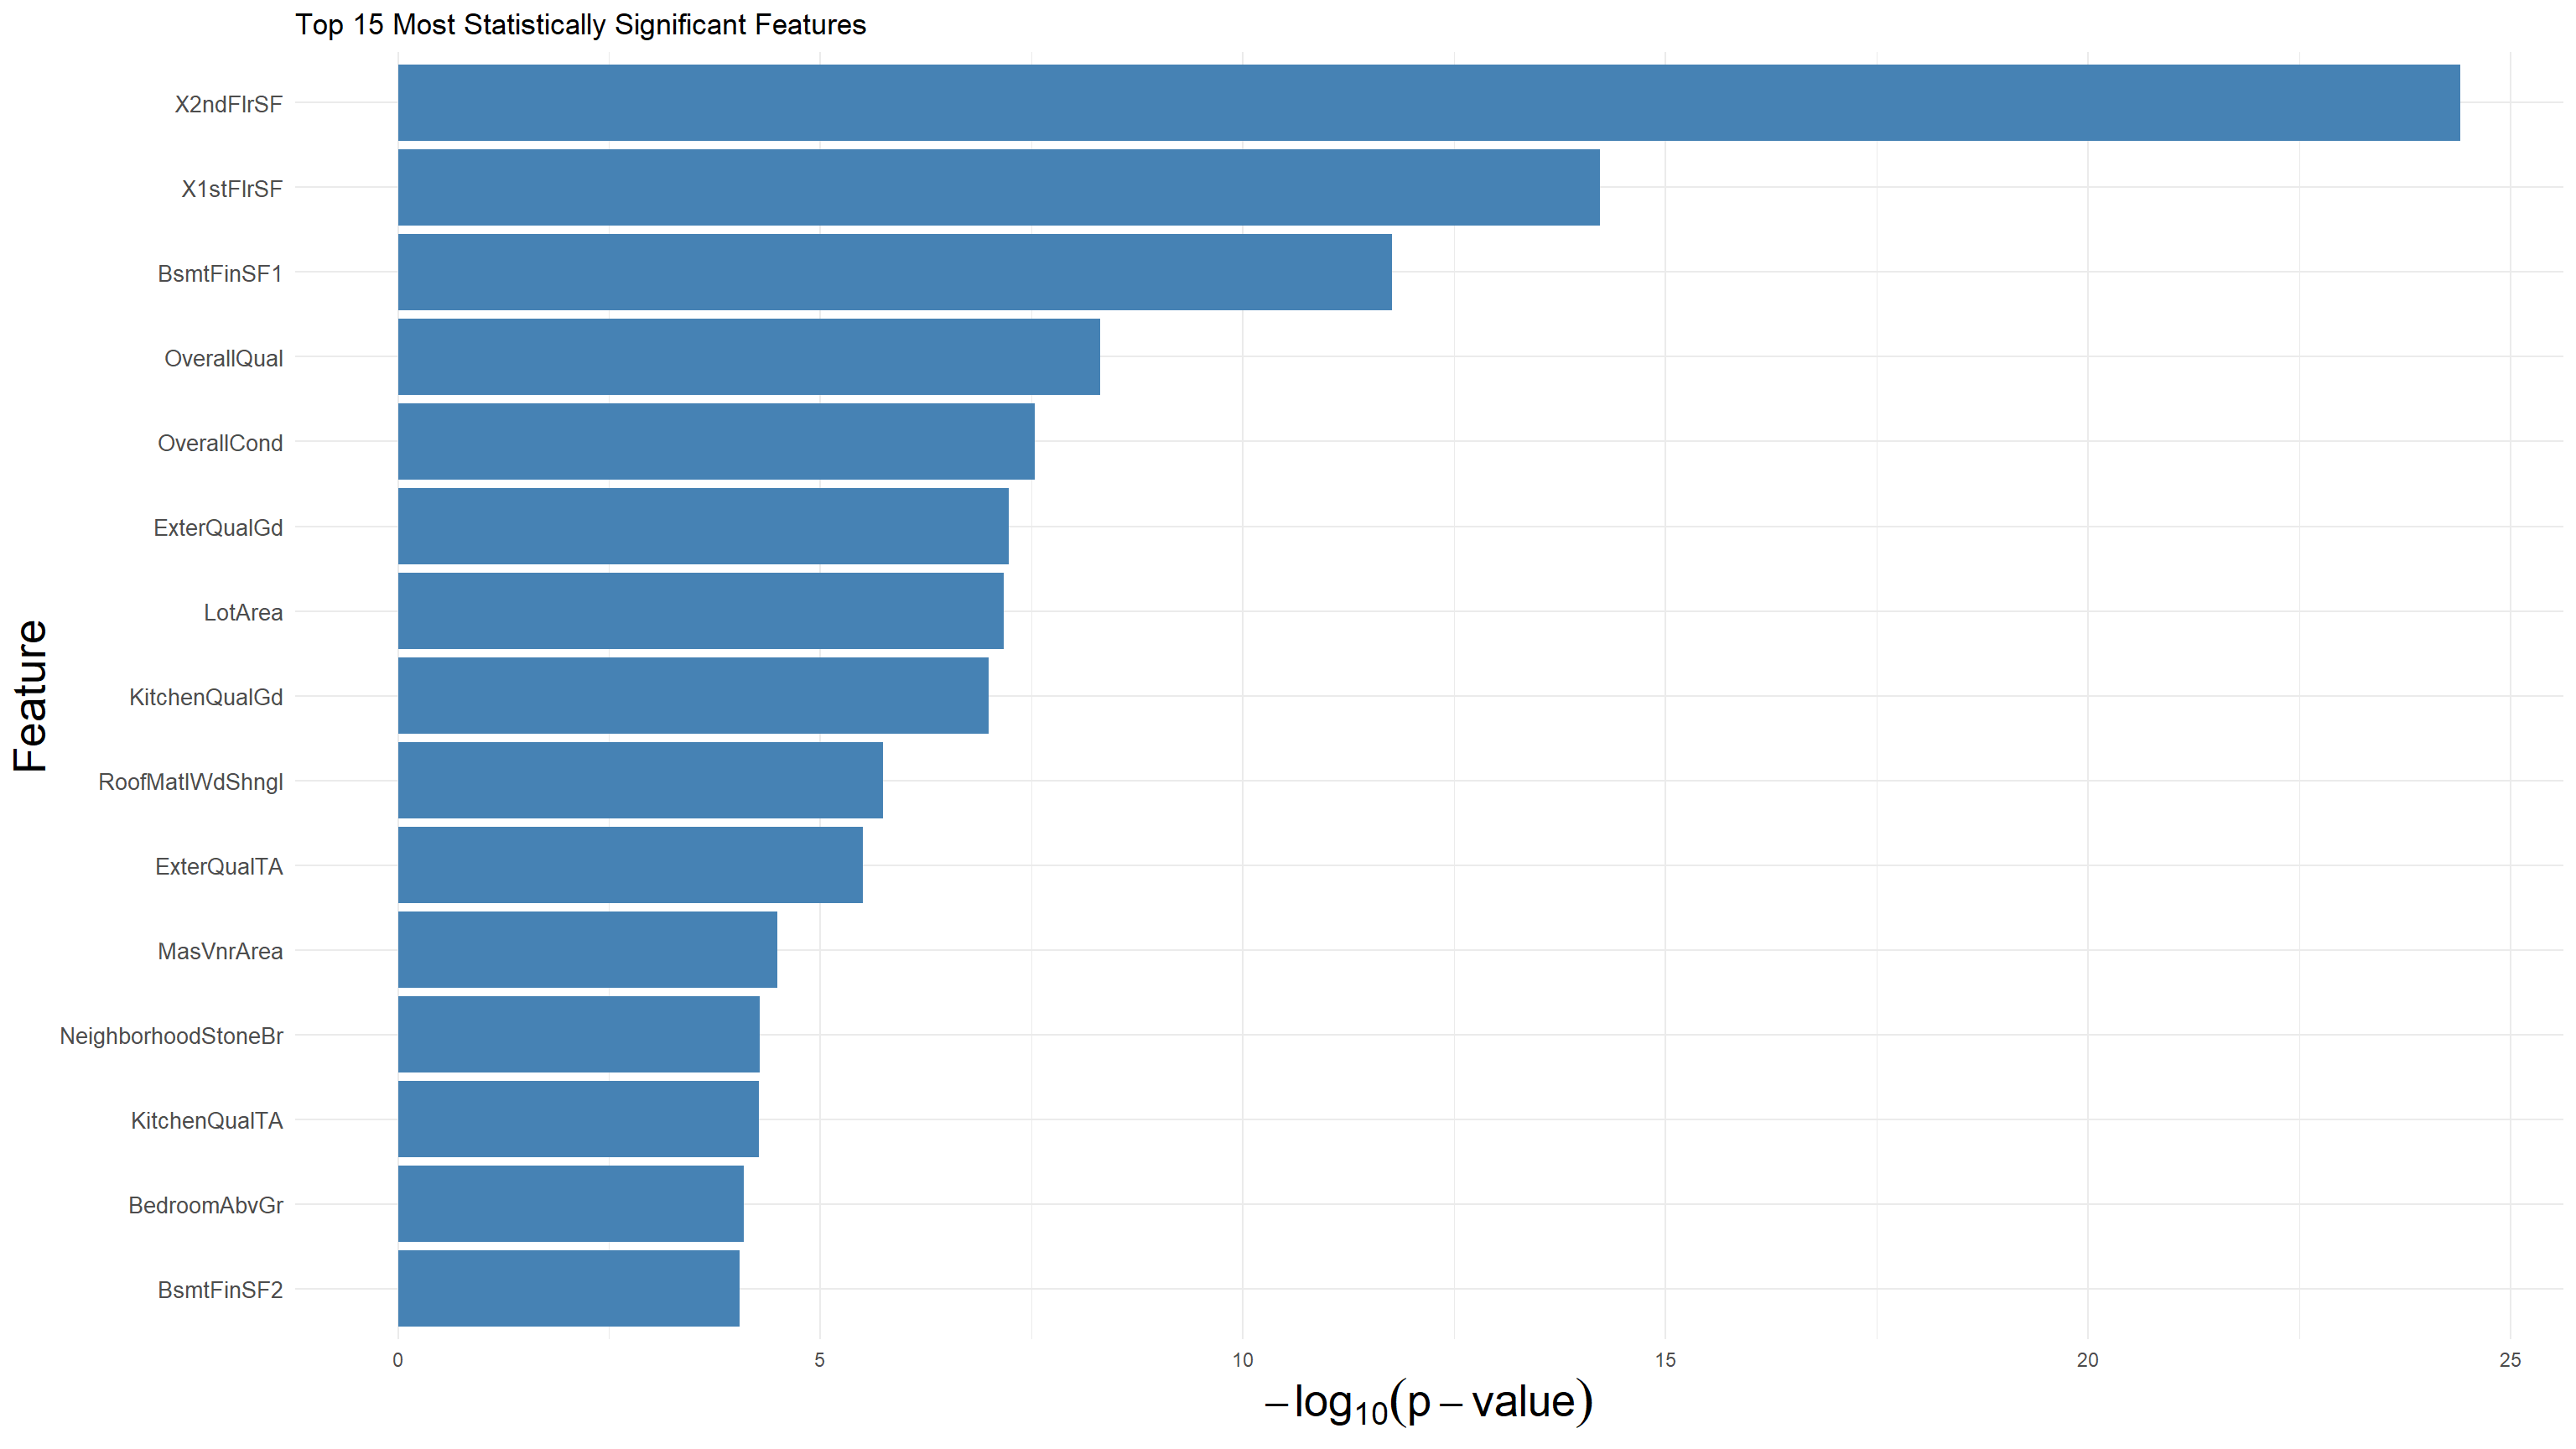 Top 15 Most Statistically Significant Features
X2ndFlrSF
X1stFlrSF
BsmtFinSF1
OverallQual
OverallCond
ExterQualGd
LotArea
KitchenQualGd
RoofMatlWdShngl
ExterQualTA
MasVnrArea
NeighborhoodStoneBr
KitchenQualTA
BedroomAbvGr
BsmtFinSF2
Feature
0 5 10 15 20 25
−log₁₀(p − value)